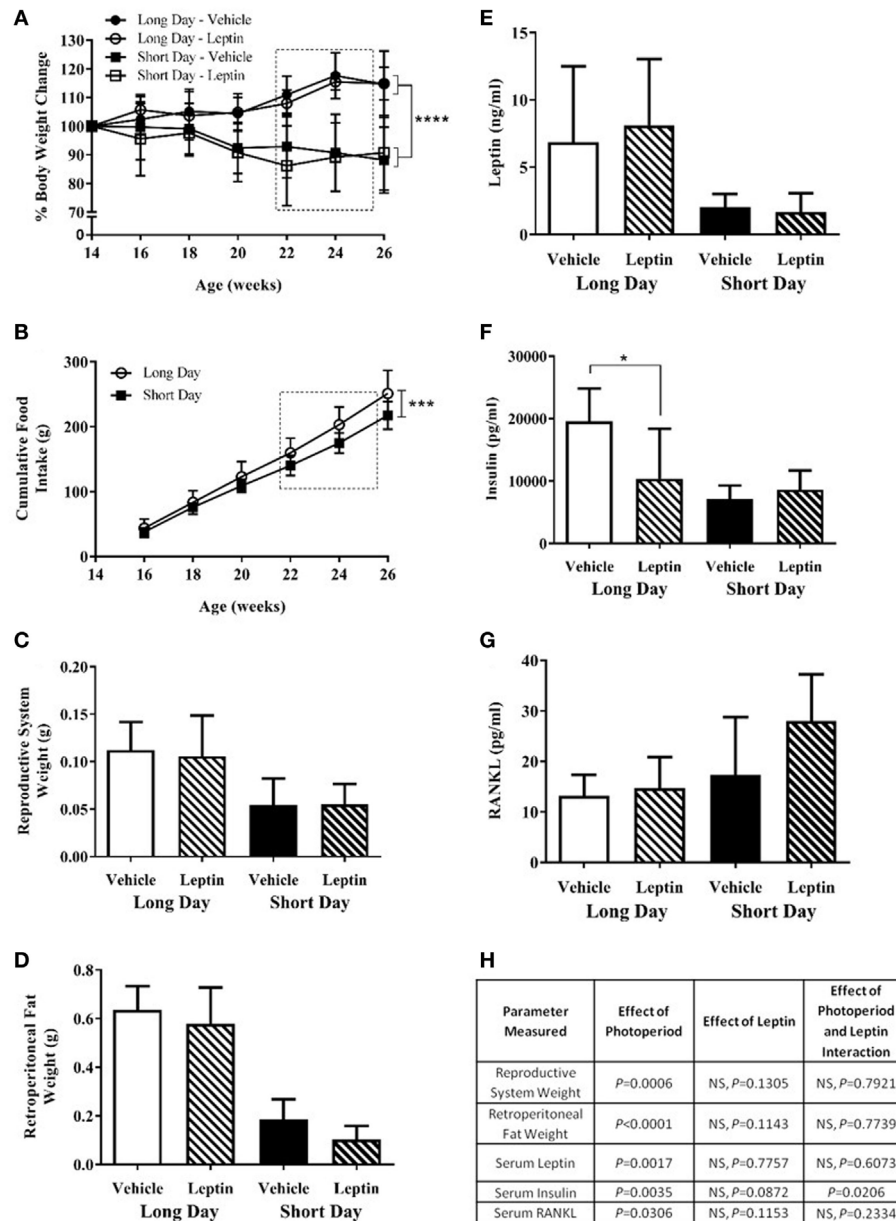 A
Long Day - Vehicle
Long Day - Leptin
Short Day - Vehicle
Short Day - Leptin
% Body Weight Change
130
120
110
100
90
80
70
0
14 16 18 20 22 24 26
Age (weeks)
****
B
Long Day
Short Day
Cumulative Food
Intake (g)
300
200
100
0
14 16 18 20 22 24 26
Age (weeks)
***
C
Reproductive System
Weight (g)
0.20
0.15
0.10
0.05
0.00
Vehicle Leptin Vehicle Leptin
Long Day Short Day
D
Retroperitoneal Fat
Weight (g)
0.8
0.6
0.4
0.2
0.0
Vehicle Leptin Vehicle Leptin
Long Day Short Day
E
Leptin (ng/ml)
15
10
5
0
Vehicle Leptin Vehicle Leptin
Long Day Short Day
F
Insulin (pg/ml)
30000
20000
10000
0
*
Vehicle Leptin Vehicle Leptin
Long Day Short Day
G
RANKL (pg/ml)
40
30
20
10
0
Vehicle Leptin Vehicle Leptin
Long Day Short Day
H
Parameter Measured | Effect of Photoperiod | Effect of Leptin | Effect of Photoperiod and Leptin Interaction
Reproductive System Weight | P=0.0006 | NS, P=0.1305 | NS, P=0.7921
Retroperitoneal Fat Weight | P<0.0001 | NS, P=0.1143 | NS, P=0.7739
Serum Leptin | P=0.0017 | NS, P=0.7757 | NS, P=0.6073
Serum Insulin | P=0.0035 | NS, P=0.0872 | P=0.0206
Serum RANKL | P=0.0306 | NS, P=0.1153 | NS, P=0.2334